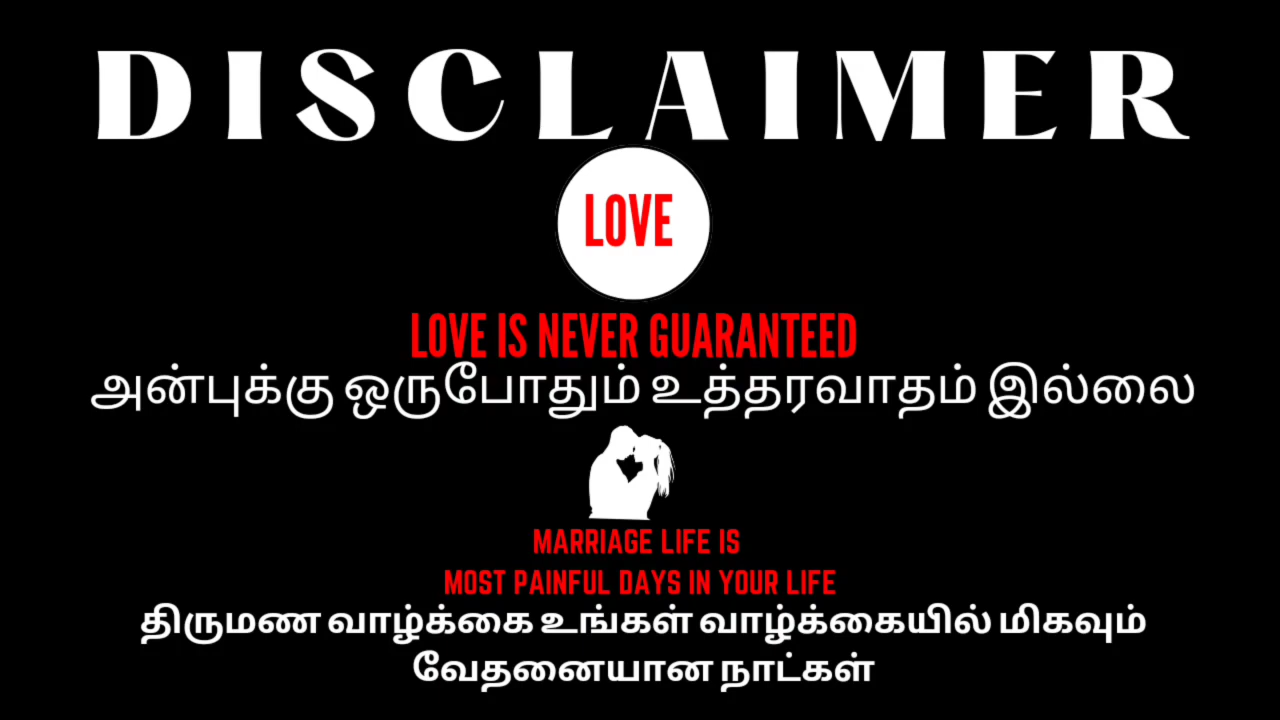 DISCLAIMER
LOVE
LOVE IS NEVER GUARANTEED
அன்புக்கு ஒருபோதும் உத்தரவாதம் இல்லை
MARRIAGE LIFE IS
MOST PAINFUL DAYS IN YOUR LIFE
திருமண வாழ்க்கை உங்கள் வாழ்க்கையில் மிகவும்
வேதனையான நாட்கள்